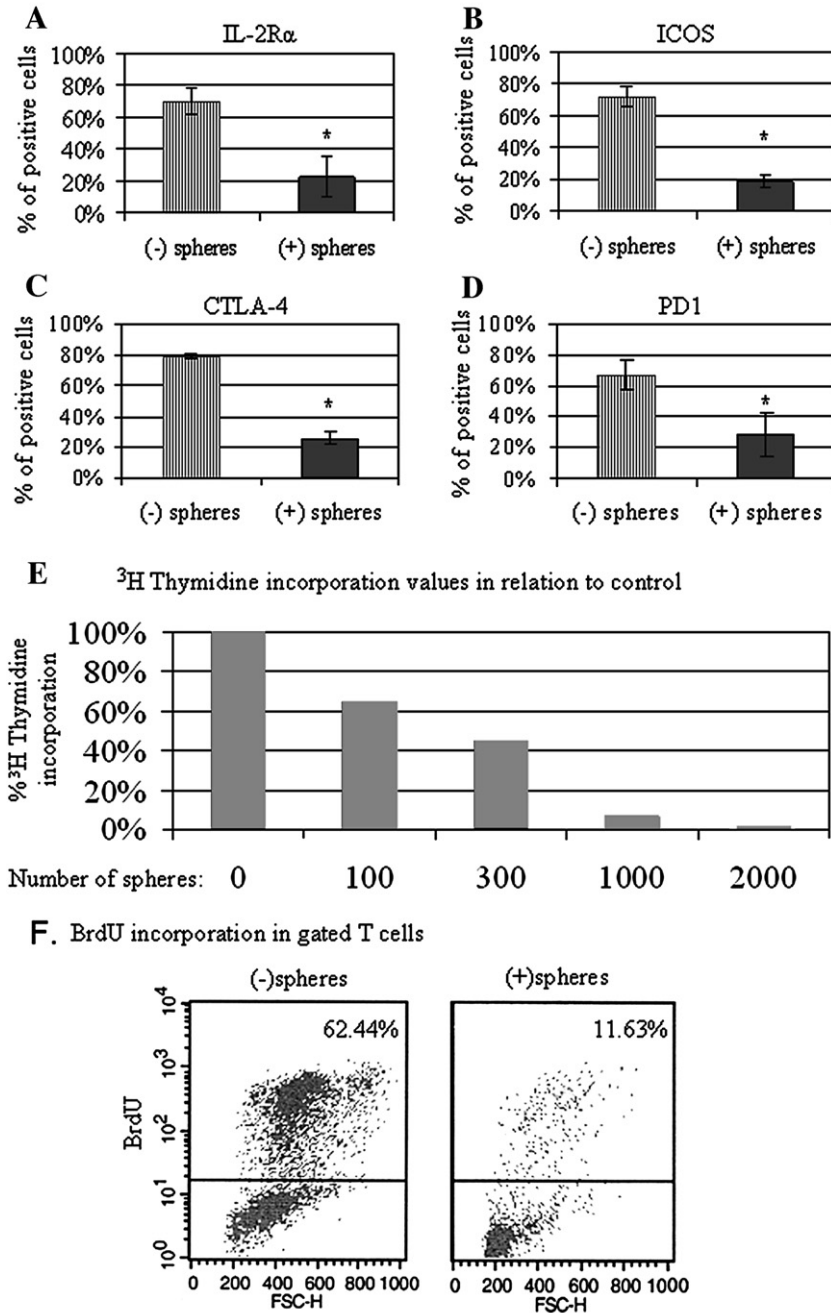 A
IL-2Rα
% of positive cells
100%
80%
60%
40%
20%
0%
*
(-) spheres
(+) spheres
B
ICOS
% of positive cells
100%
80%
60%
40%
20%
0%
*
(-) spheres
(+) spheres
C
CTLA-4
% of positive cells
100%
80%
60%
40%
20%
0%
*
(-) spheres
(+) spheres
D
PD1
% of positive cells
100%
80%
60%
40%
20%
0%
*
(-) spheres
(+) spheres
E
³H Thymidine incorporation values in relation to control
%³H Thymidine
incorporation
100%
80%
60%
40%
20%
0%
Number of spheres: 0 100 300 1000 2000
F. BrdU incorporation in gated T cells
(-)spheres
(+)spheres
BrdU
10⁴
10³
10²
10¹
10⁰
62.44%
11.63%
0 200 400 600 800 1000
FSC-H
0 200 400 600 800 1000
FSC-H